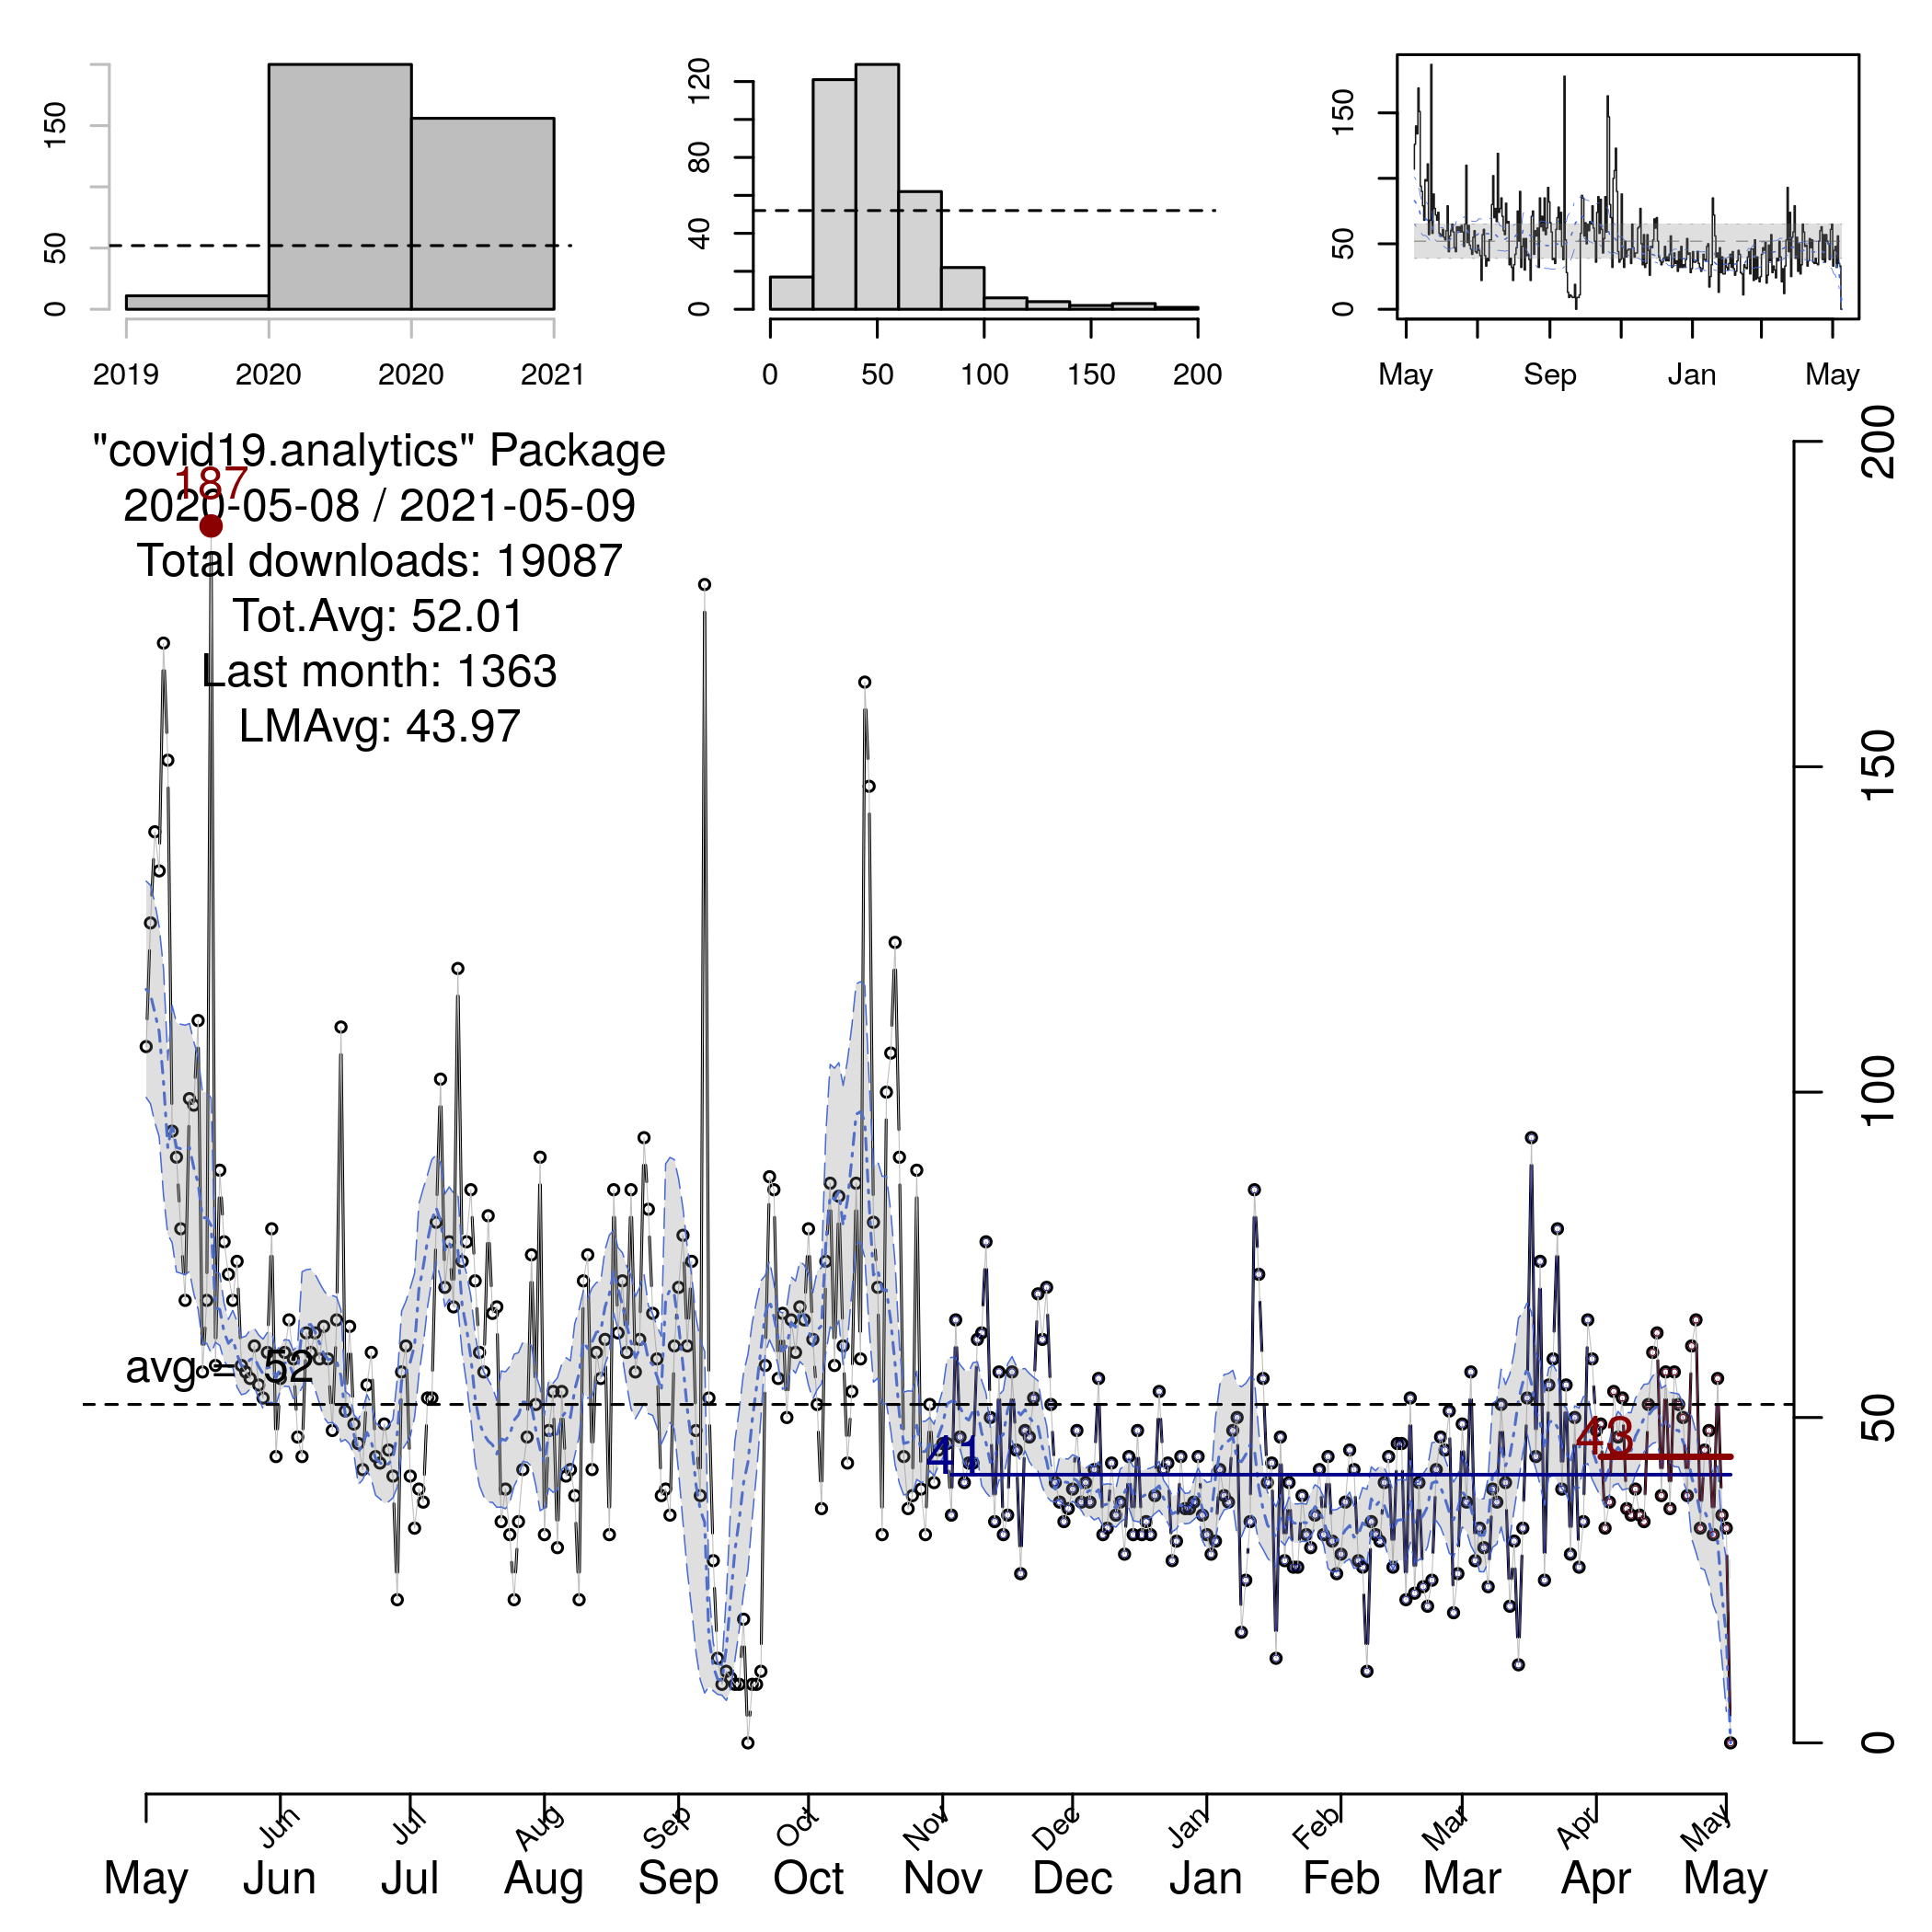 150
50
0
2019 2020 2020 2021
120
80
40
0
0 50 100 150 200
150
50
0
May Sep Jan May
"covid19.analytics" Package
187
2020-05-08 / 2021-05-09
Total downloads: 19087
Tot.Avg: 52.01
Last month: 1363
LMAvg: 43.97
avg = 52
41
43
200
150
100
50
0
Jun Jul Aug Sep Oct Nov Dec Jan Feb Mar Apr May
May Jun Jul Aug Sep Oct Nov Dec Jan Feb Mar Apr May